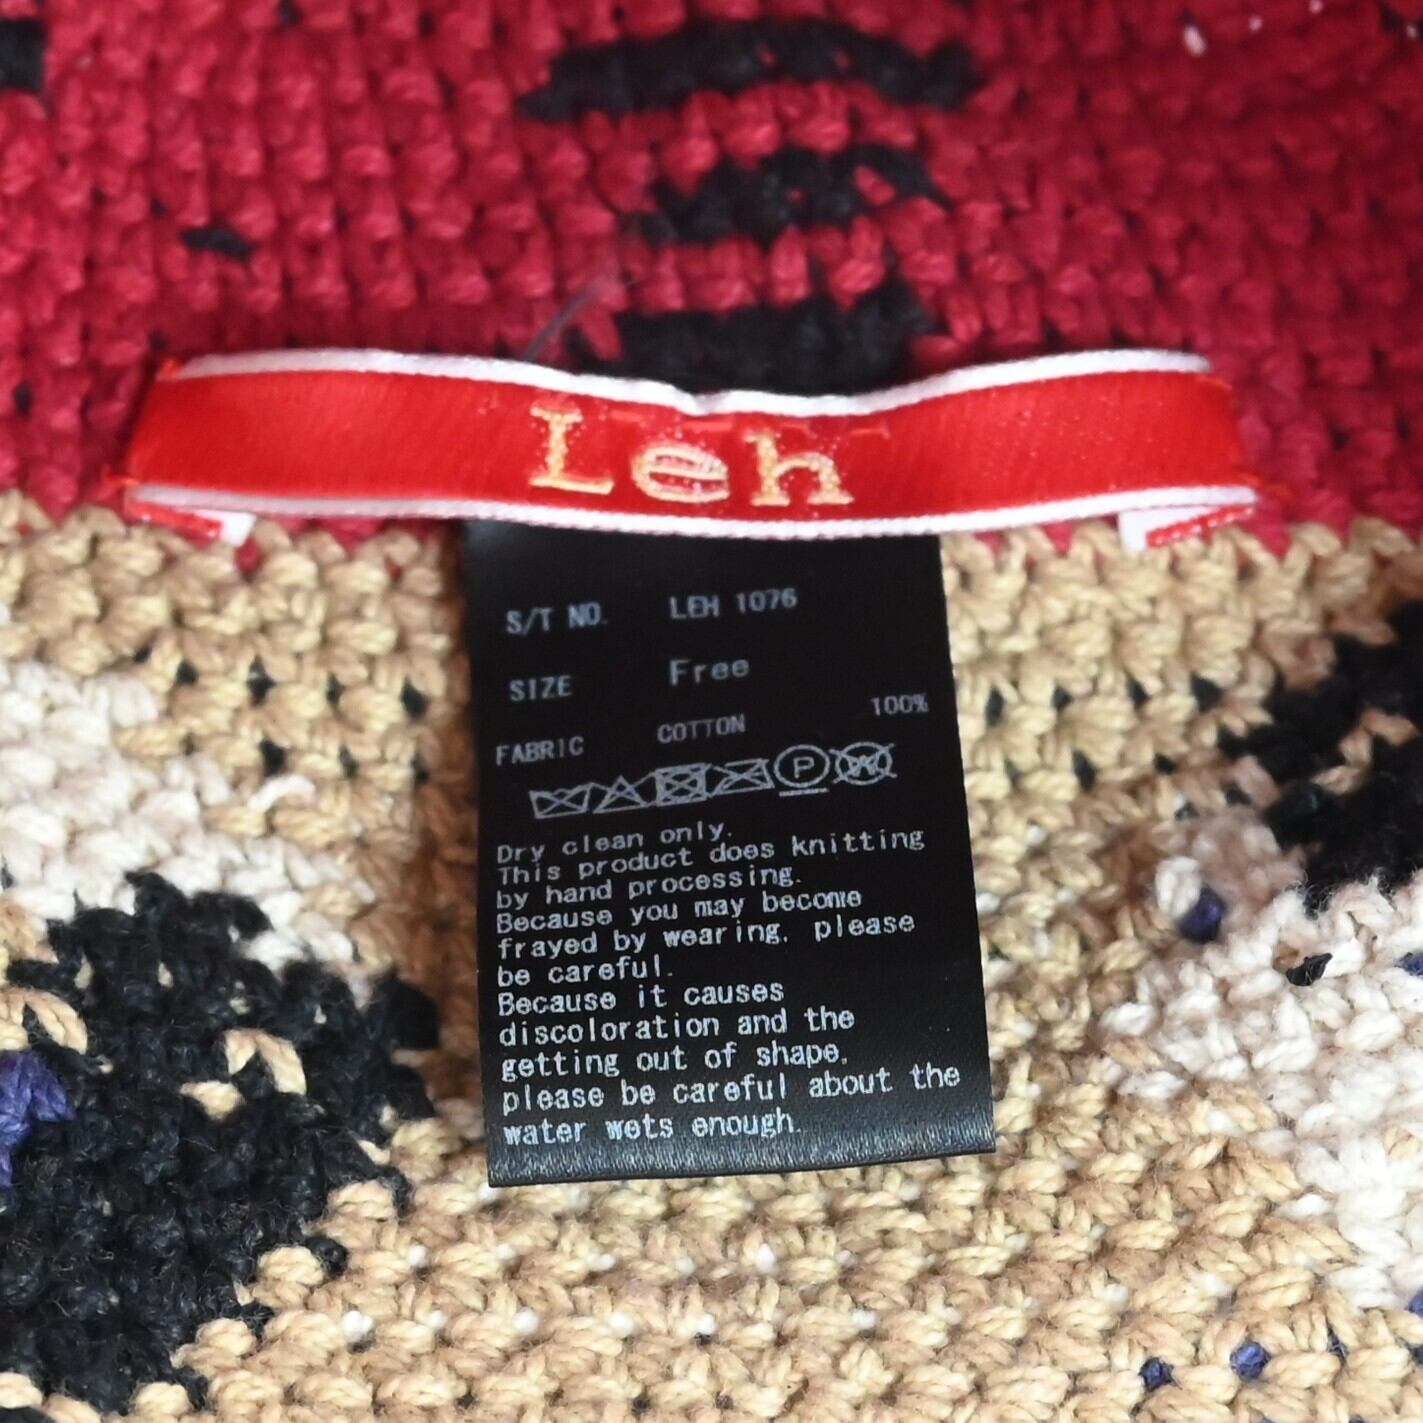 Leh
S/T NO. LEH 1076
SIZE Free
FABRIC COTTON 100%
P W
Dry clean only.
This product does knitting
by hand processing.
Because you may become
frayed by wearing, please
be careful.
Because it causes
discoloration and the
getting out of shape,
please be careful about the
water wets enough.